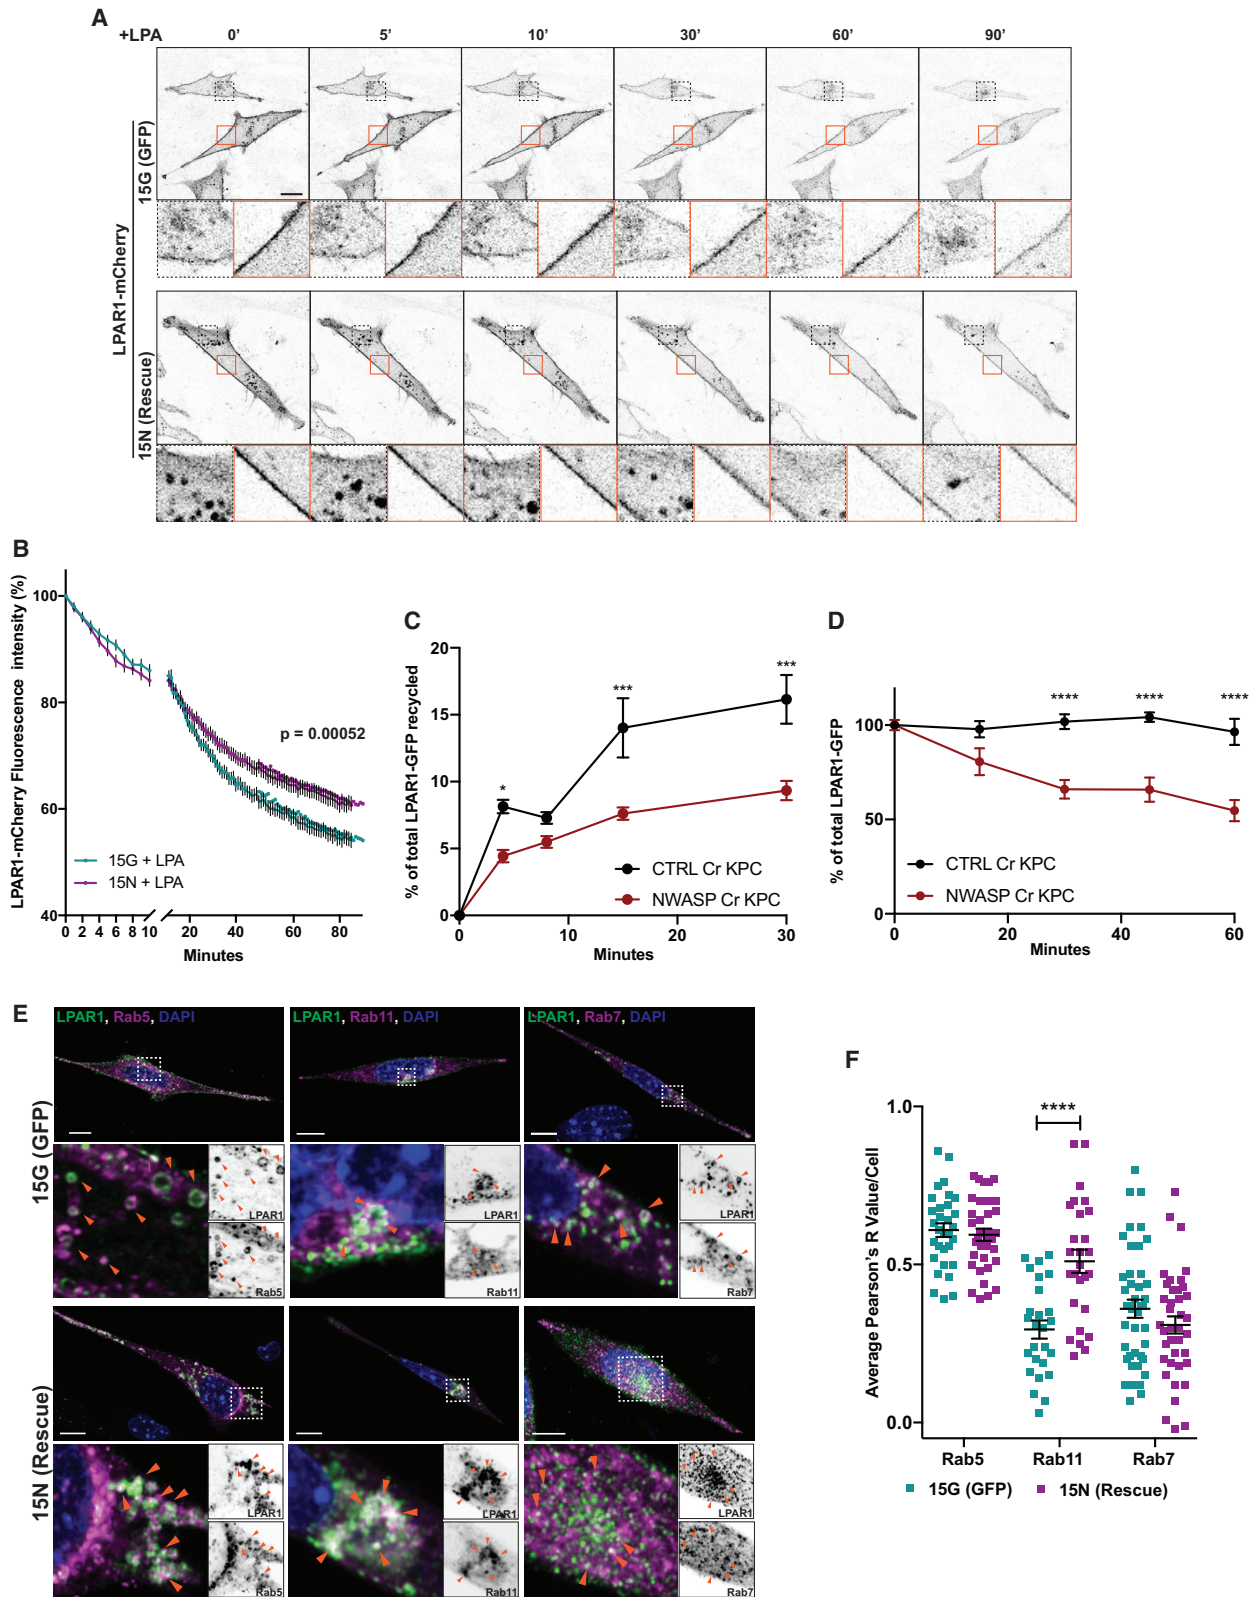 A
+LPA 0' 5' 10' 30' 60' 90'
LPAR1-mCherry
15G (GFP)
15N (Rescue)
B
LPAR1-mCherry Fluorescence intensity (%)
100
80
60
40
p = 0.00052
15G + LPA
15N + LPA
0 2 4 6 8 10 20 40 60 80
Minutes
C
% of total LPAR1-GFP recycled
20
15
10
5
0
* *** ***
CTRL Cr KPC
NWASP Cr KPC
0 10 20 30
Minutes
D
% of total LPAR1-GFP
100
50
0
**** **** ****
CTRL Cr KPC
NWASP Cr KPC
0 20 40 60
Minutes
E
LPAR1, Rab5, DAPI
LPAR1, Rab11, DAPI
LPAR1, Rab7, DAPI
15G (GFP)
LPAR1
Rab5
LPAR1
Rab11
LPAR1
Rab7
15N (Rescue)
LPAR1
Rab5
LPAR1
Rab11
LPAR1
Rab7
F
Average Pearson's R Value/Cell
1.0
0.5
0.0
****
Rab5 Rab11 Rab7
15G (GFP) 15N (Rescue)